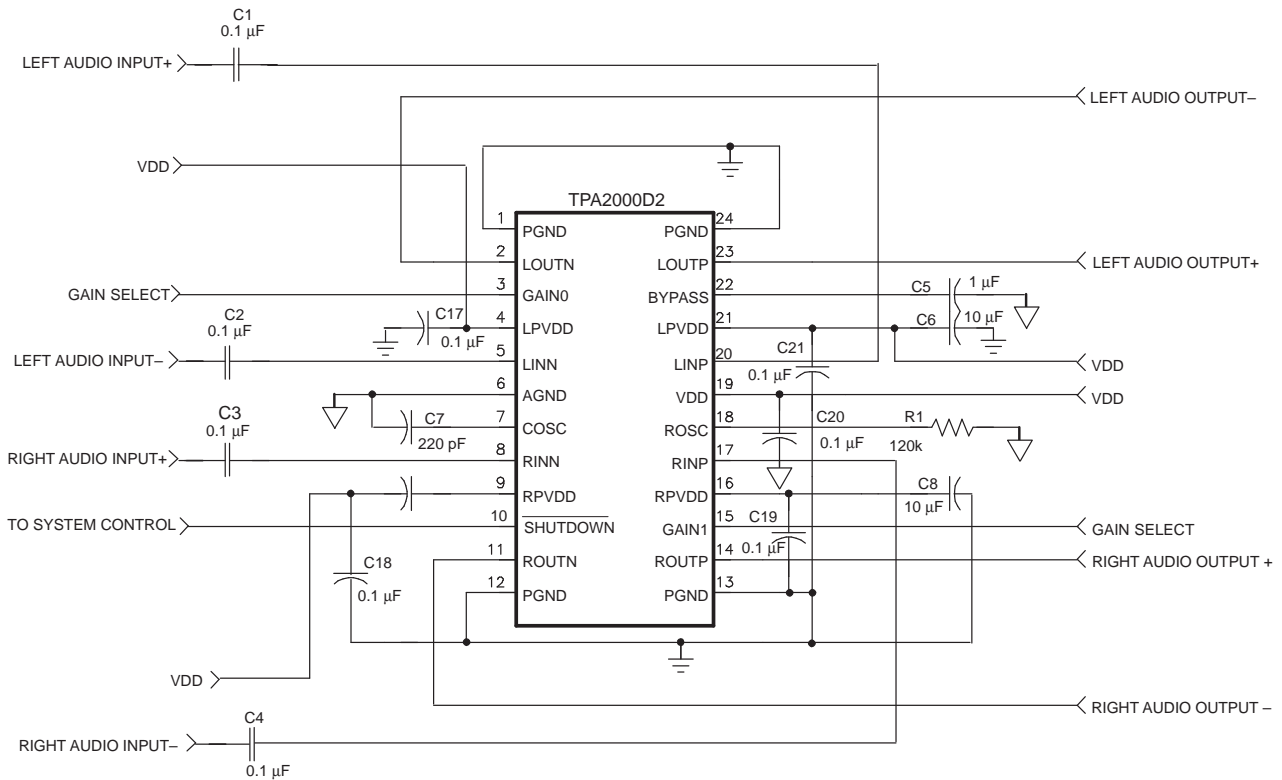 C1
0.1 µF
LEFT AUDIO INPUT+
LEFT AUDIO OUTPUT–
VDD
TPA2000D2
1
PGND
PGND
24
2
LOUTN
LOUTP
23
LEFT AUDIO OUTPUT+
GAIN SELECT
3
GAIN0
BYPASS
22
C5
1 µF
C17
0.1 µF
4
LPVDD
LPVDD
21
C6
10 µF
C2
0.1 µF
LEFT AUDIO INPUT–
5
LINN
LINP
20
C21
0.1 µF
VDD
6
AGND
VDD
19
VDD
C7
220 pF
7
COSC
ROSC
18
C20
0.1 µF
R1
120k
C3
0.1 µF
RIGHT AUDIO INPUT+
8
RINN
RINP
17
9
RPVDD
RPVDD
16
C8
10 µF
TO SYSTEM CONTROL
10
SHUTDOWN
GAIN1
15
C19
0.1 µF
GAIN SELECT
11
ROUTN
ROUTP
14
RIGHT AUDIO OUTPUT +
C18
0.1 µF
12
PGND
PGND
13
VDD
RIGHT AUDIO OUTPUT –
C4
0.1 µF
RIGHT AUDIO INPUT–